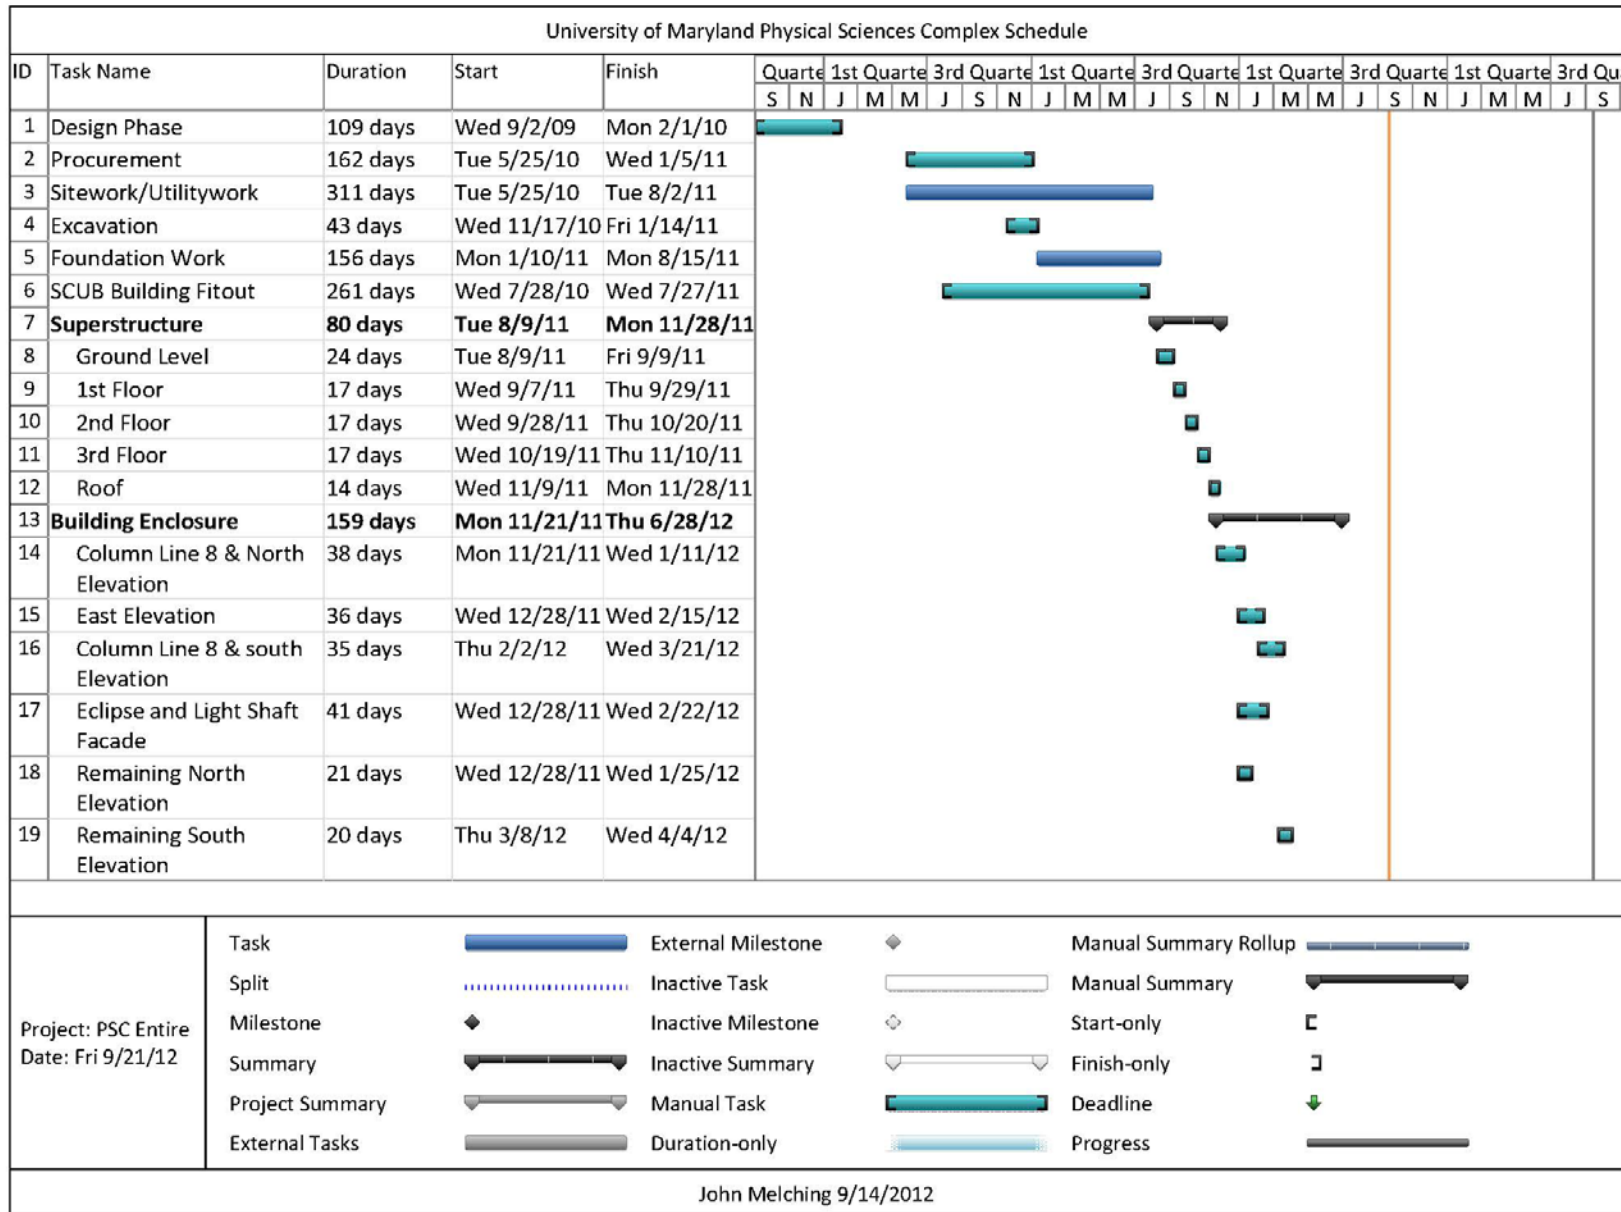 University of Maryland Physical Sciences Complex Schedule
ID Task Name Duration Start Finish Quarte 1st Quarte 3rd Quarte 1st Quarte 3rd Quarte 1st Quarte 3rd Quarte 1st Quarte 3rd Qu
S N J M M J S N J M M J S N J M M J S N J M M J S
1 Design Phase 109 days Wed 9/2/09 Mon 2/1/10
2 Procurement 162 days Tue 5/25/10 Wed 1/5/11
3 Sitework/Utilitywork 311 days Tue 5/25/10 Tue 8/2/11
4 Excavation 43 days Wed 11/17/10 Fri 1/14/11
5 Foundation Work 156 days Mon 1/10/11 Mon 8/15/11
6 SCUB Building Fitout 261 days Wed 7/28/10 Wed 7/27/11
7 Superstructure 80 days Tue 8/9/11 Mon 11/28/11
8 Ground Level 24 days Tue 8/9/11 Fri 9/9/11
9 1st Floor 17 days Wed 9/7/11 Thu 9/29/11
10 2nd Floor 17 days Wed 9/28/11 Thu 10/20/11
11 3rd Floor 17 days Wed 10/19/11 Thu 11/10/11
12 Roof 14 days Wed 11/9/11 Mon 11/28/11
13 Building Enclosure 159 days Mon 11/21/11 Thu 6/28/12
14 Column Line 8 & North 38 days Mon 11/21/11 Wed 1/11/12
Elevation
15 East Elevation 36 days Wed 12/28/11 Wed 2/15/12
16 Column Line 8 & south 35 days Thu 2/2/12 Wed 3/21/12
Elevation
17 Eclipse and Light Shaft 41 days Wed 12/28/11 Wed 2/22/12
Facade
18 Remaining North 21 days Wed 12/28/11 Wed 1/25/12
Elevation
19 Remaining South 20 days Thu 3/8/12 Wed 4/4/12
Elevation
Project: PSC Entire
Date: Fri 9/21/12
Task External Milestone Manual Summary Rollup
Split Inactive Task Manual Summary
Milestone Inactive Milestone Start-only
Summary Inactive Summary Finish-only
Project Summary Manual Task Deadline
External Tasks Duration-only Progress
John Melching 9/14/2012